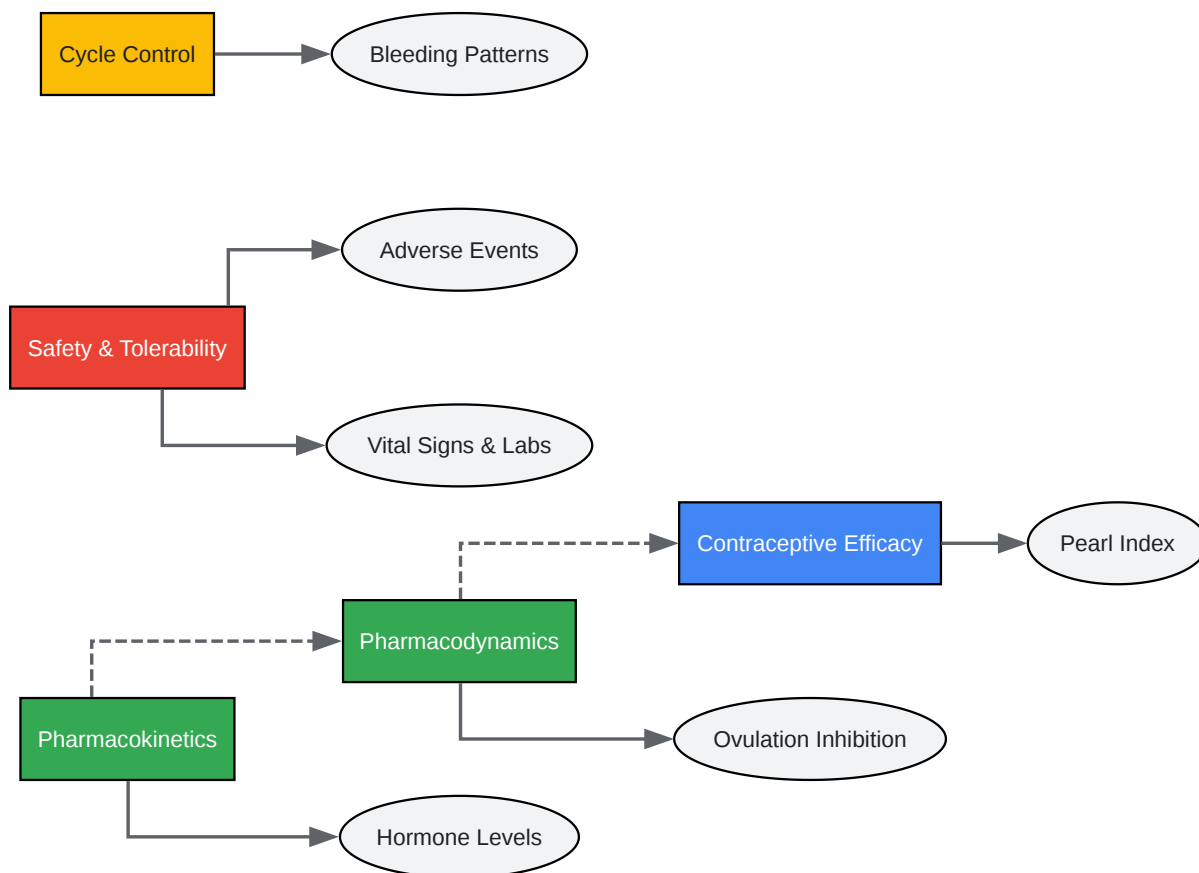 Cycle Control
Bleeding Patterns
Adverse Events
Safety & Tolerability
Vital Signs & Labs
Contraceptive Efficacy
Pearl Index
Pharmacodynamics
Pharmacokinetics
Ovulation Inhibition
Hormone Levels